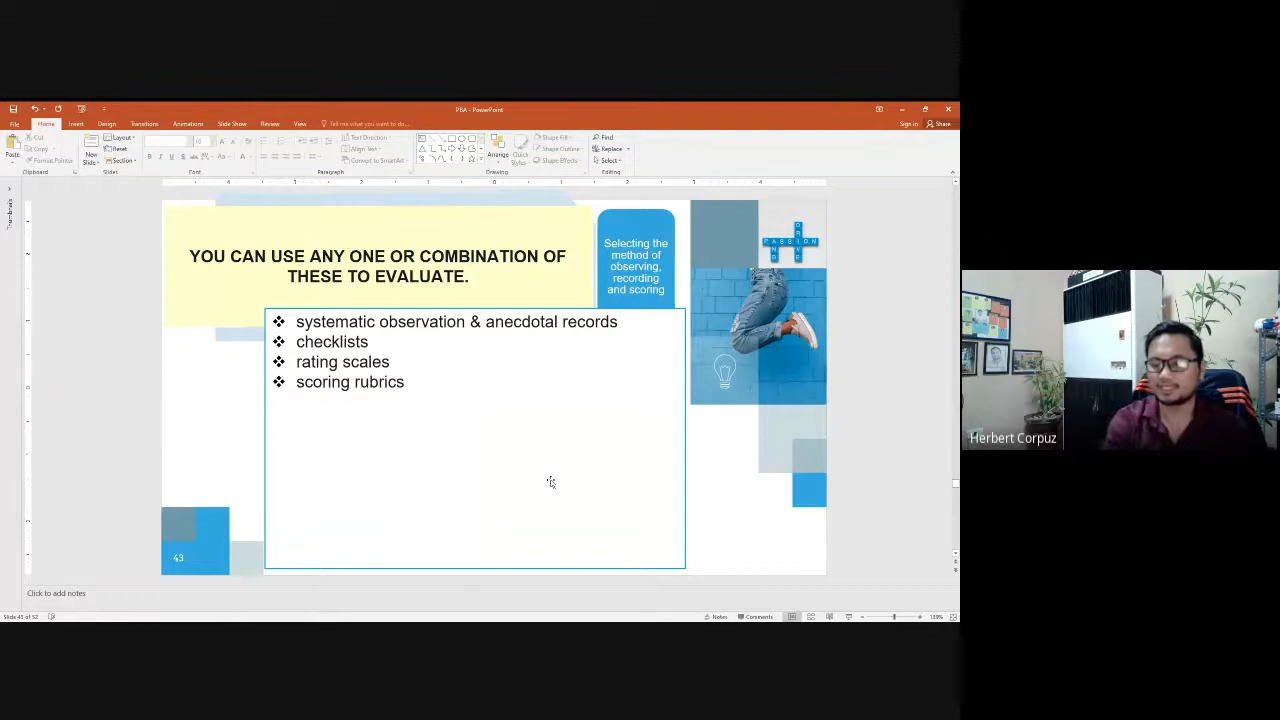 PBA - PowerPoint
Sign in Share
File Home Insert Design Transitions Animations Slide Show Review View Tell me what you want to do...
Paste
Cut
Copy
Format Painter
Clipboard
New
Slide
Layout
Reset
Section
Slides
Font
Text Direction
Align Text
Convert to SmartArt
Paragraph
Arrange
Quick
Styles
Shape Fill
Shape Outline
Shape Effects
Drawing
Find
Replace
Select
Editing
Thumbnails
YOU CAN USE ANY ONE OR COMBINATION OF
THESE TO EVALUATE.
Selecting the
method of
observing,
recording
and scoring
PASSION
AND
DRIVE
❖ systematic observation & anecdotal records
❖ checklists
❖ rating scales
❖ scoring rubrics
43
Click to add notes
Slide 43 of 52
Notes Comments
139%
Herbert Corpuz